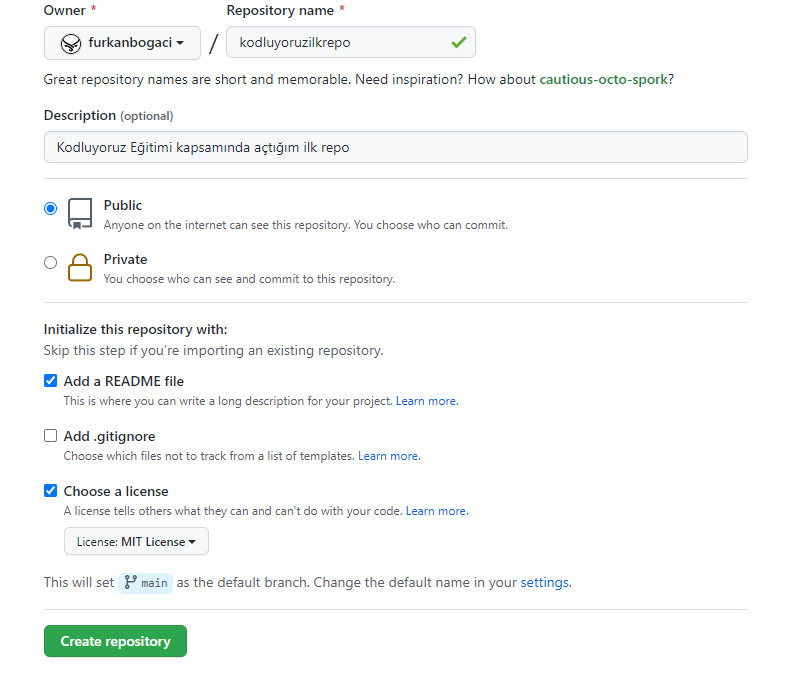 Owner * Repository name *
furkanbogaci / kodluyoruzilkrepo
Great repository names are short and memorable. Need inspiration? How about cautious-octo-spork?
Description (optional)
Kodluyoruz Eğitimi kapsamında açtığım ilk repo
Public
Anyone on the internet can see this repository. You choose who can commit.
Private
You choose who can see and commit to this repository.
Initialize this repository with:
Skip this step if you're importing an existing repository.
Add a README file
This is where you can write a long description for your project. Learn more.
Add .gitignore
Choose which files not to track from a list of templates. Learn more.
Choose a license
A license tells others what they can and can't do with your code. Learn more.
License: MIT License
This will set main as the default branch. Change the default name in your settings.
Create repository